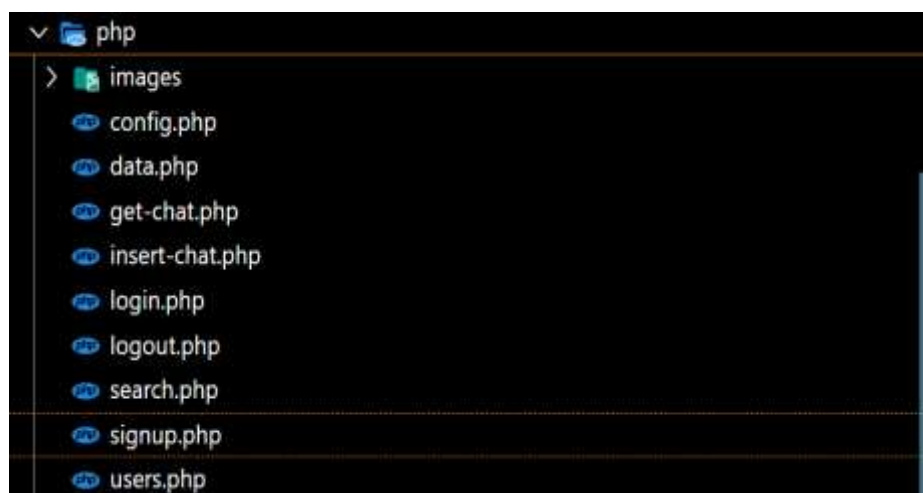 php
images
config.php
data.php
get-chat.php
insert-chat.php
login.php
logout.php
search.php
signup.php
users.php